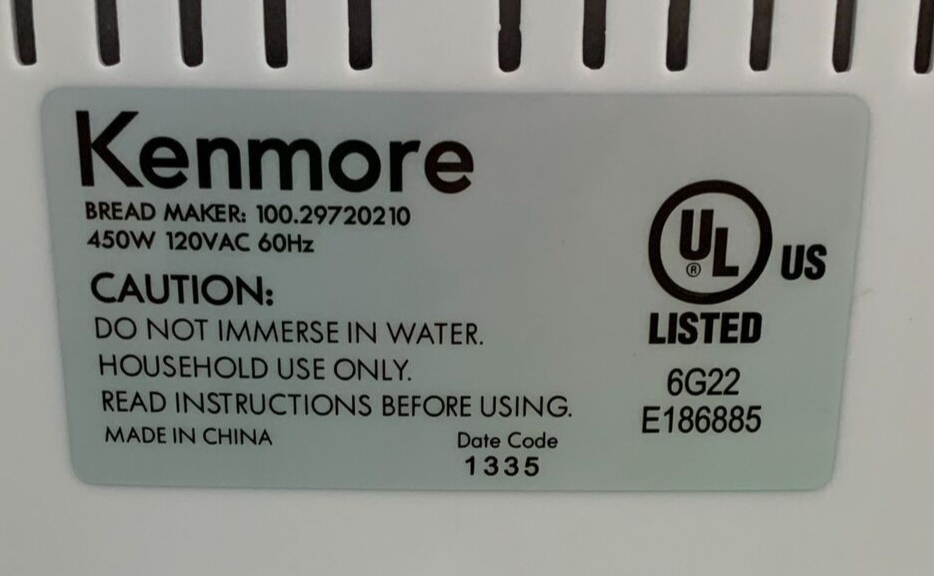 Kenmore
BREAD MAKER: 100.29720210
450W 120VAC 60Hz
CAUTION:
DO NOT IMMERSE IN WATER.
HOUSEHOLD USE ONLY.
READ INSTRUCTIONS BEFORE USING.
MADE IN CHINA
Date Code
1335
UL ® US
LISTED
6G22
E186885